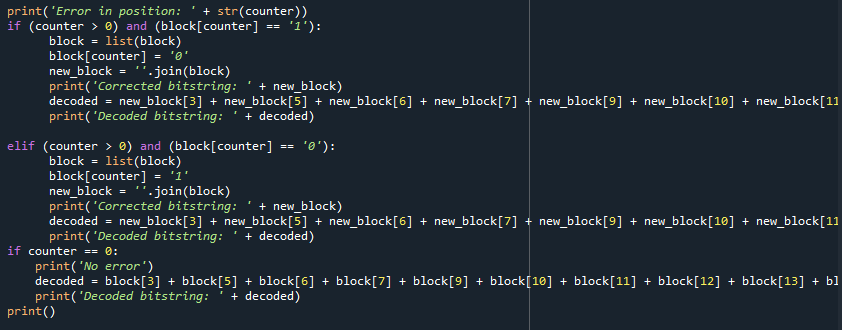 print('Error in position: ' + str(counter))
if (counter > 0) and (block[counter] == '1'):
      block = list(block)
      block[counter] = '0'
      new_block = ''.join(block)
      print('Corrected bitstring: ' + new_block)
      decoded = new_block[3] + new_block[5] + new_block[6] + new_block[7] + new_block[9] + new_block[10] + new_block[11
      print('Decoded bitstring: ' + decoded)

elif (counter > 0) and (block[counter] == '0'):
      block = list(block)
      block[counter] = '1'
      new_block = ''.join(block)
      print('Corrected bitstring: ' + new_block)
      decoded = new_block[3] + new_block[5] + new_block[6] + new_block[7] + new_block[9] + new_block[10] + new_block[11
      print('Decoded bitstring: ' + decoded)
if counter == 0:
    print('No error')
    decoded = block[3] + block[5] + block[6] + block[7] + block[9] + block[10] + block[11] + block[12] + block[13] + bl
    print('Decoded bitstring: ' + decoded)
print()